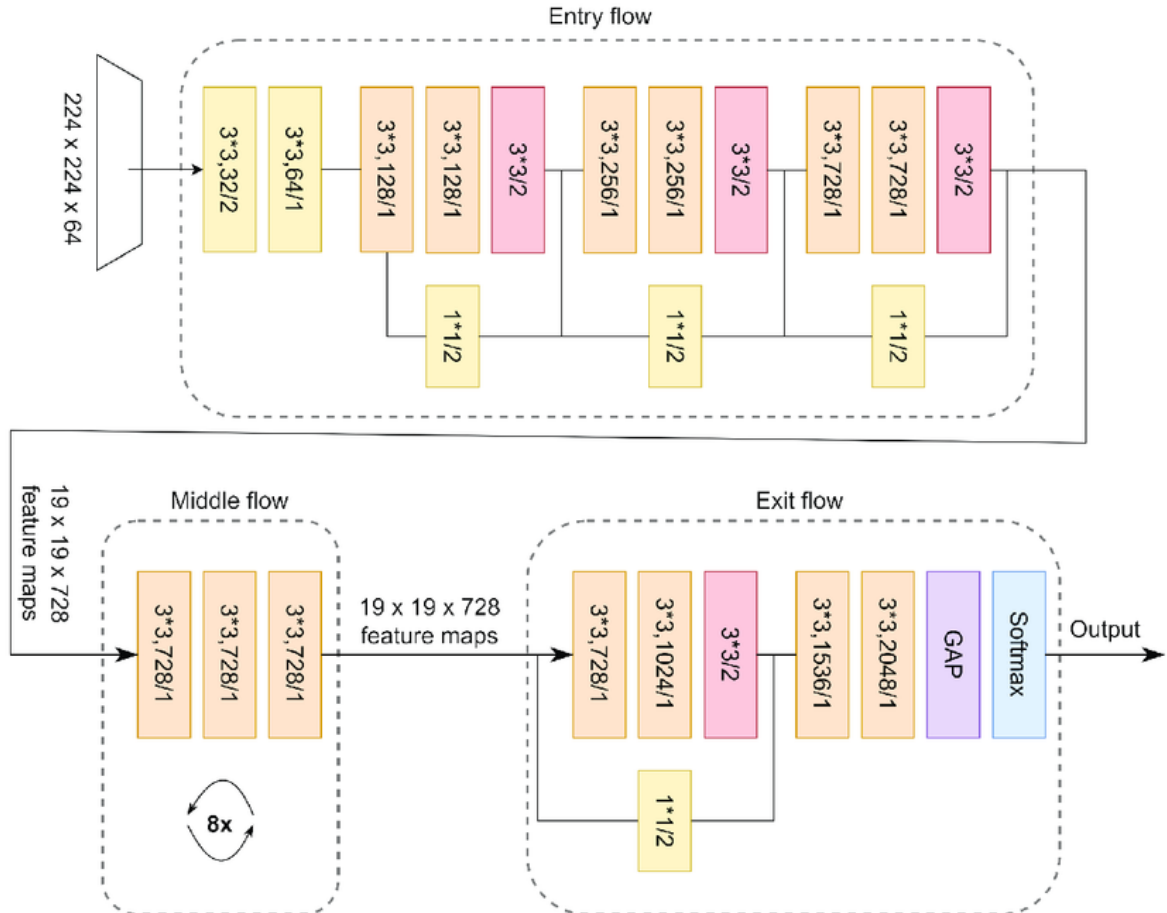 Entry flow
224 x 224 x 64
3*3,32/2
3*3,64/1
3*3,128/1
3*3,128/1
3*3/2
3*3,256/1
3*3,256/1
3*3/2
3*3,728/1
3*3,728/1
3*3/2
1*1/2
1*1/2
1*1/2
19 x 19 x 728
feature maps
Middle flow
3*3,728/1
3*3,728/1
3*3,728/1
8x
19 x 19 x 728
feature maps
Exit flow
3*3,728/1
3*3,1024/1
3*3/2
3*3,1536/1
3*3,2048/1
GAP
Softmax
1*1/2
Output